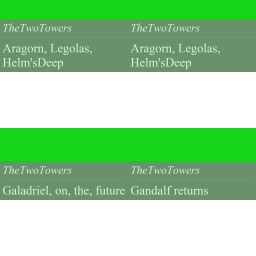 TheTwoTowers TheTwoTowers
Aragorn, Legolas, Aragorn, Legolas,
Helm'sDeep Helm'sDeep
TheTwoTowers TheTwoTowers
Galadriel, on, the, future Gandalf returns